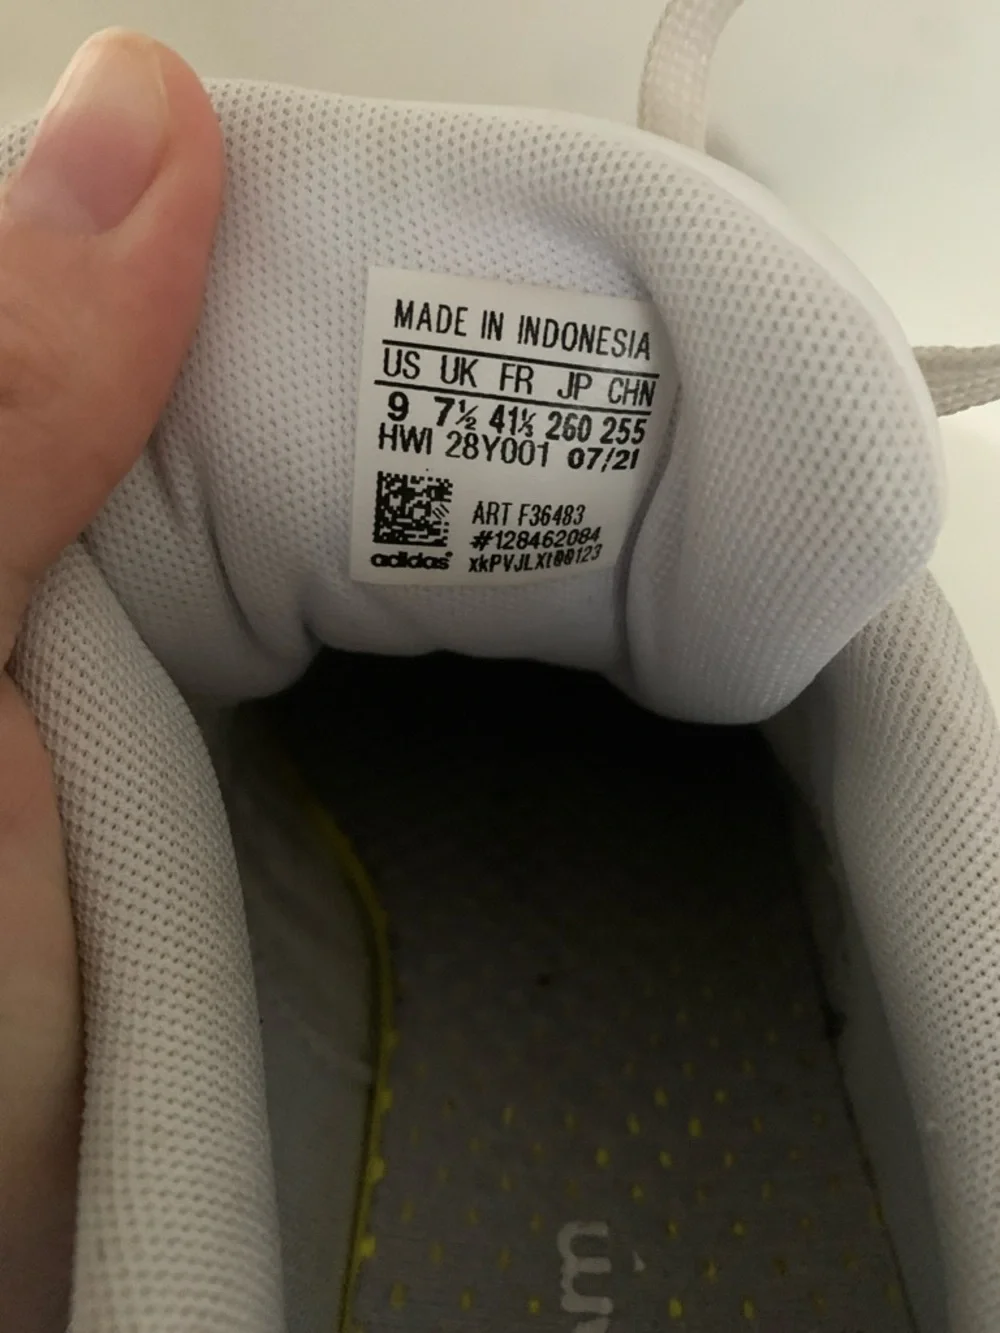 MADE IN INDONESIA
US UK FR JP CHN
9 7½ 41⅓ 260 255
HWI 28Y001 07/21
ART F36483
#128462084
adidas